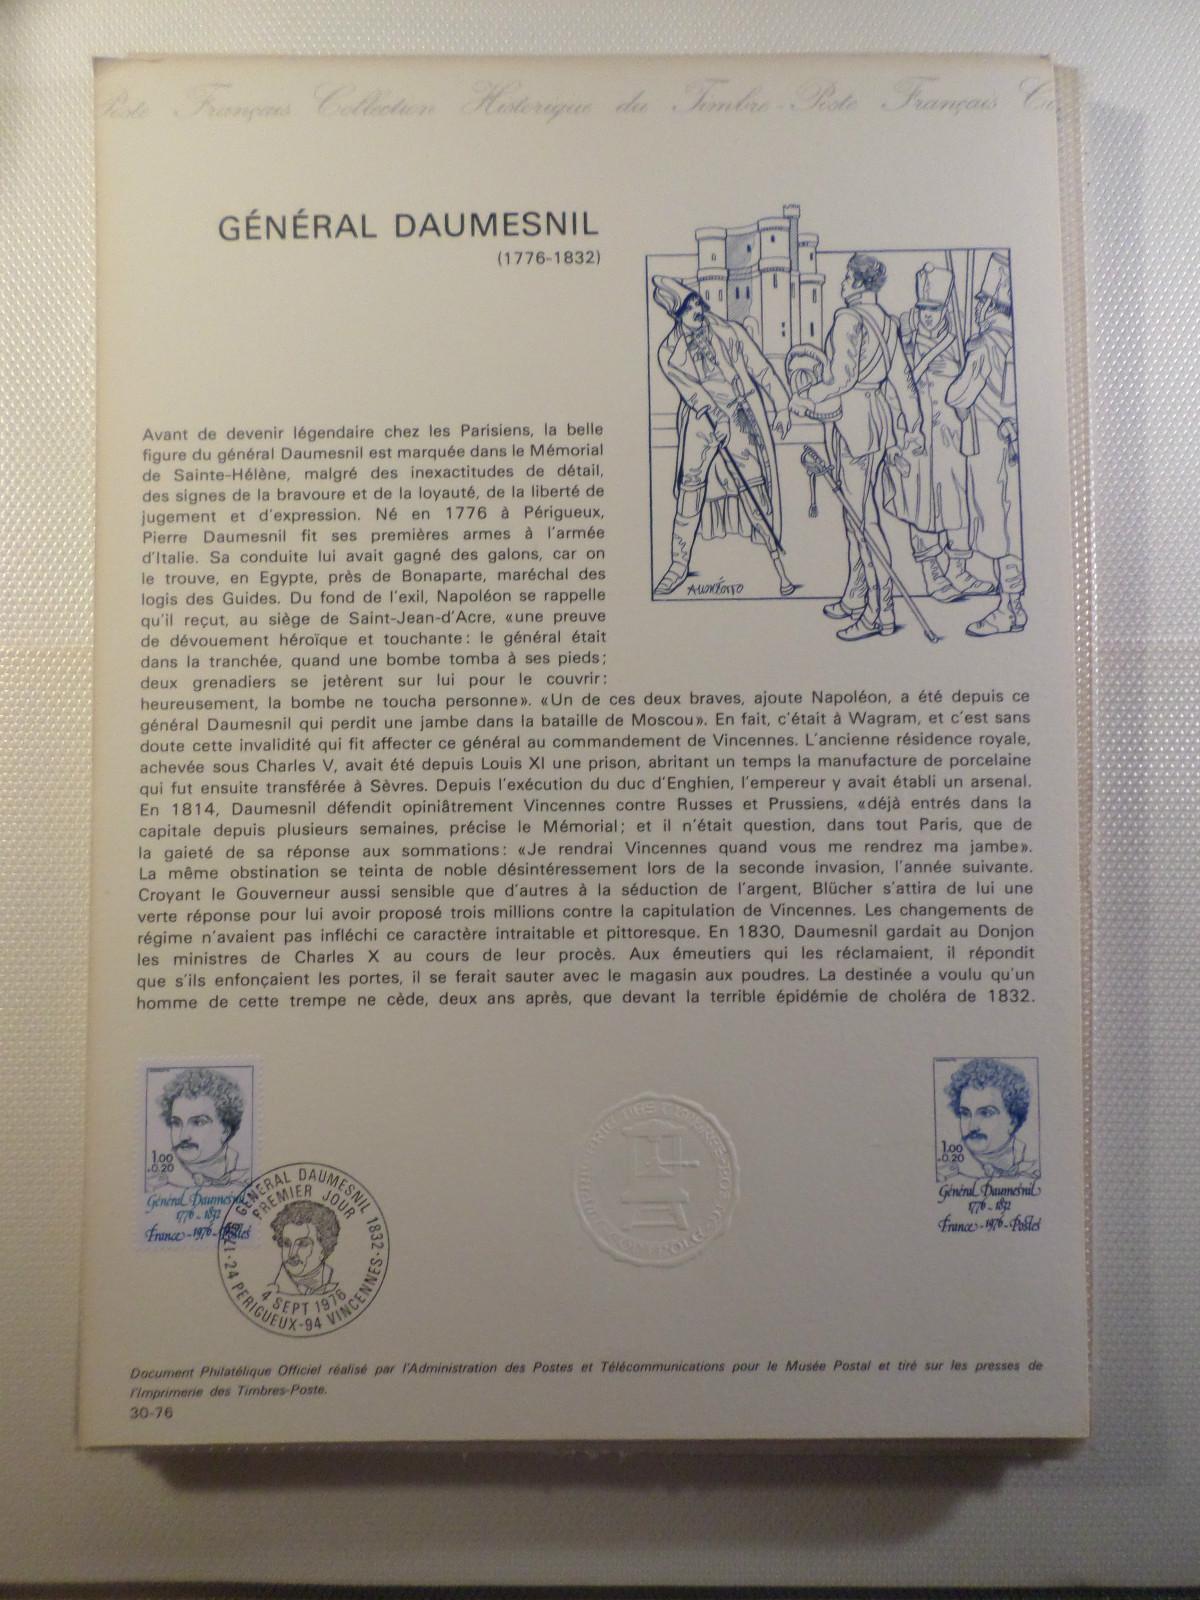 Poste Français Collection Historique du Timbre-Poste Français
GÉNÉRAL DAUMESNIL
(1776-1832)
Avant de devenir légendaire chez les Parisiens, la belle
figure du général Daumesnil est marquée dans le Mémorial
de Sainte-Hélène, malgré des inexactitudes de détail,
des signes de la bravoure et de la loyauté, de la liberté de
jugement et d'expression. Né en 1776 à Périgueux,
Pierre Daumesnil fit ses premières armes à l'armée
d'Italie. Sa conduite lui avait gagné des galons, car on
le trouve, en Egypte, près de Bonaparte, maréchal des
logis des Guides. Du fond de l'exil, Napoléon se rappelle
qu'il reçut, au siège de Saint-Jean-d'Acre, «une preuve
de dévouement héroïque et touchante: le général était
dans la tranchée, quand une bombe tomba à ses pieds;
deux grenadiers se jetèrent sur lui pour le couvrir:
heureusement, la bombe ne toucha personne». «Un de ces deux braves, ajoute Napoléon, a été depuis ce
général Daumesnil qui perdit une jambe dans la bataille de Moscou». En fait, c'était à Wagram, et c'est sans
doute cette invalidité qui fit affecter ce général au commandement de Vincennes. L'ancienne résidence royale,
achevée sous Charles V, avait été depuis Louis XI une prison, abritant un temps la manufacture de porcelaine
qui fut ensuite transférée à Sèvres. Depuis l'exécution du duc d'Enghien, l'empereur y avait établi un arsenal.
En 1814, Daumesnil défendit opiniâtrement Vincennes contre Russes et Prussiens, «déjà entrés dans la
capitale depuis plusieurs semaines, précise le Mémorial; et il n'était question, dans tout Paris, que de
la gaieté de sa réponse aux sommations: «Je rendrai Vincennes quand vous me rendrez ma jambe».
La même obstination se teinta de noble désintéressement lors de la seconde invasion, l'année suivante.
Croyant le Gouverneur aussi sensible que d'autres à la séduction de l'argent, Blücher s'attira de lui une
verte réponse pour lui avoir proposé trois millions contre la capitulation de Vincennes. Les changements de
régime n'avaient pas infléchi ce caractère intraitable et pittoresque. En 1830, Daumesnil gardait au Donjon
les ministres de Charles X au cours de leur procès. Aux émeutiers qui les réclamaient, il répondit
que s'ils enfonçaient les portes, il se ferait sauter avec le magasin aux poudres. La destinée a voulu qu'un
homme de cette trempe ne cède, deux ans après, que devant la terrible épidémie de choléra de 1832.
1.00
+0.20
Général Daumesnil
1776-1832
France-1976-Postes
1776 GÉNÉRAL DAUMESNIL 1832
PREMIER JOUR
4 SEPT 1976
24 PÉRIGUEUX-94 VINCENNES
1.00
+0.20
Général Daumesnil
1776-1832
France-1976-Postes
Document Philatélique Officiel réalisé par l'Administration des Postes et Télécommunications pour le Musée Postal et tiré sur les presses de
l'Imprimerie des Timbres-Poste.
30-76